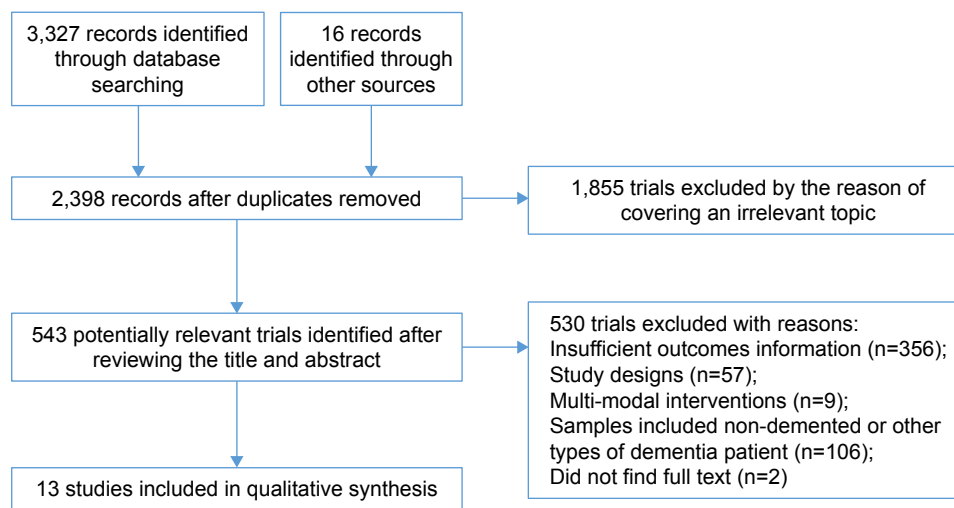 3,327 records identified
through database
searching
16 records
identified through
other sources
2,398 records after duplicates removed
1,855 trials excluded by the reason of
covering an irrelevant topic
543 potentially relevant trials identified after
reviewing the title and abstract
530 trials excluded with reasons:
Insufficient outcomes information (n=356);
Study designs (n=57);
Multi-modal interventions (n=9);
Samples included non-demented or other
types of dementia patient (n=106);
Did not find full text (n=2)
13 studies included in qualitative synthesis